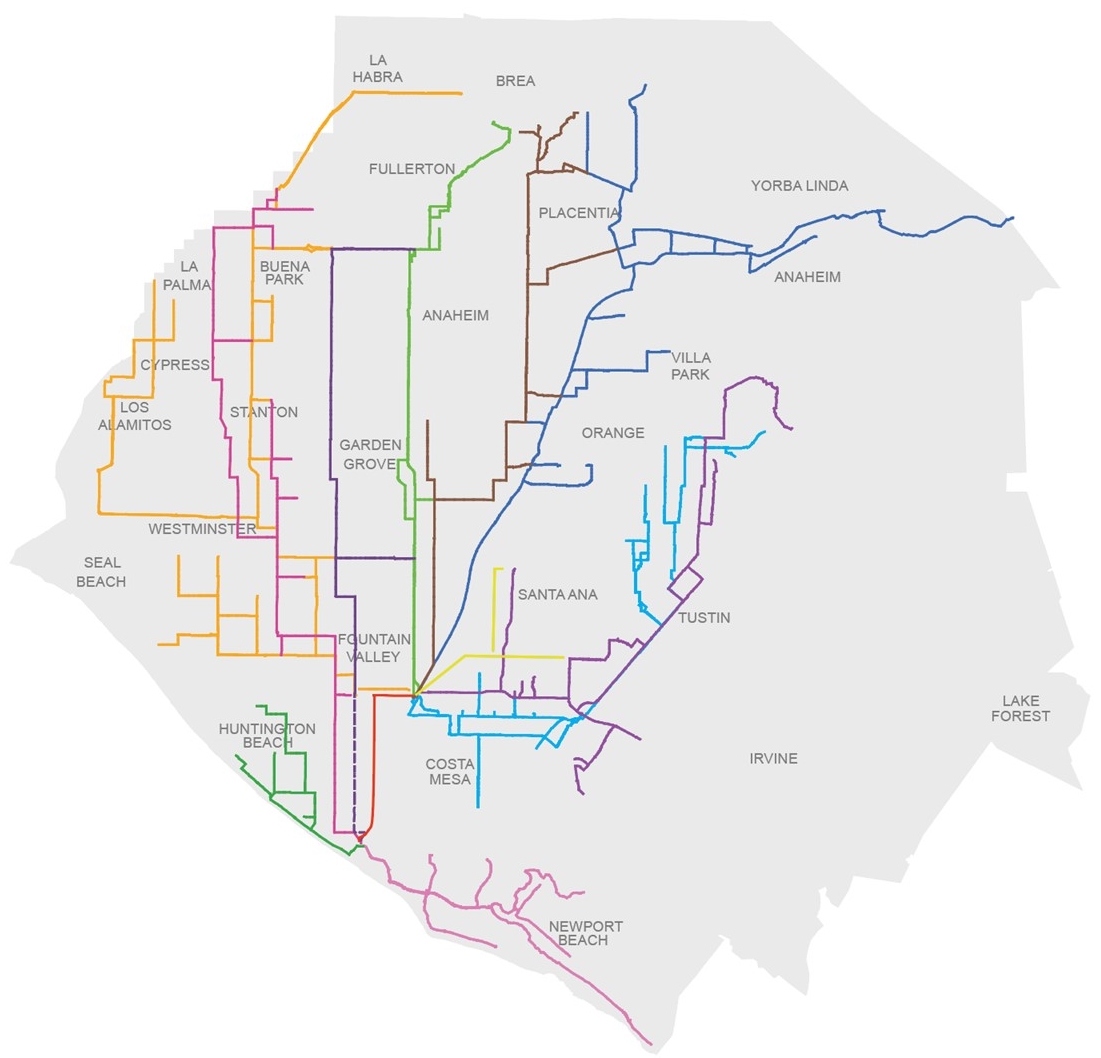 LA
HABRA
BREA
FULLERTON
YORBA LINDA
PLACENTIA
LA
PALMA
BUENA
PARK
ANAHEIM
ANAHEIM
CYPRESS
VILLA
PARK
LOS
ALAMITOS
STANTON
ORANGE
GARDEN
GROVE
WESTMINSTER
SEAL
BEACH
SANTA ANA
TUSTIN
FOUNTAIN
VALLEY
LAKE
FOREST
HUNTINGTON
BEACH
COSTA
MESA
IRVINE
NEWPORT
BEACH